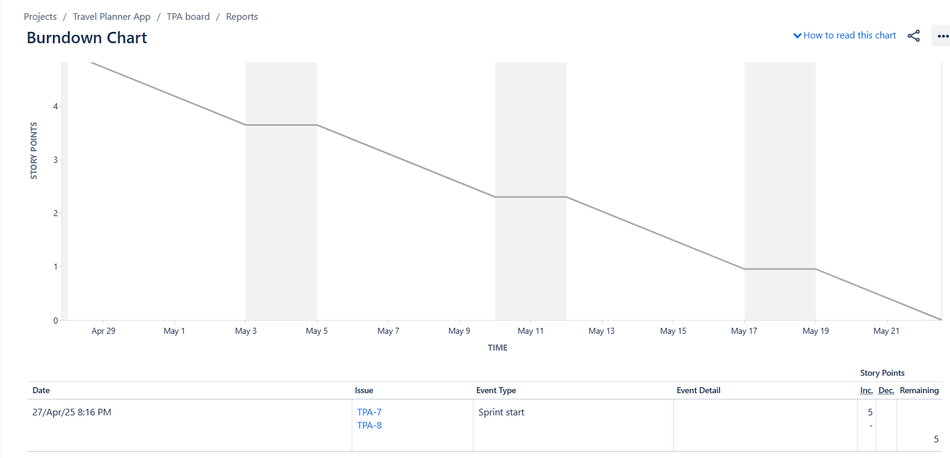 Projects / Travel Planner App / TPA board / Reports
Burndown Chart
How to read this chart
STORY POINTS
4
3
2
1
0
Apr 29 May 1 May 3 May 5 May 7 May 9 May 11 May 13 May 15 May 17 May 19 May 21
TIME
Story Points
Date Issue Event Type Event Detail Inc. Dec. Remaining
27/Apr/25 8:16 PM TPA-7 Sprint start 5
TPA-8 -
5